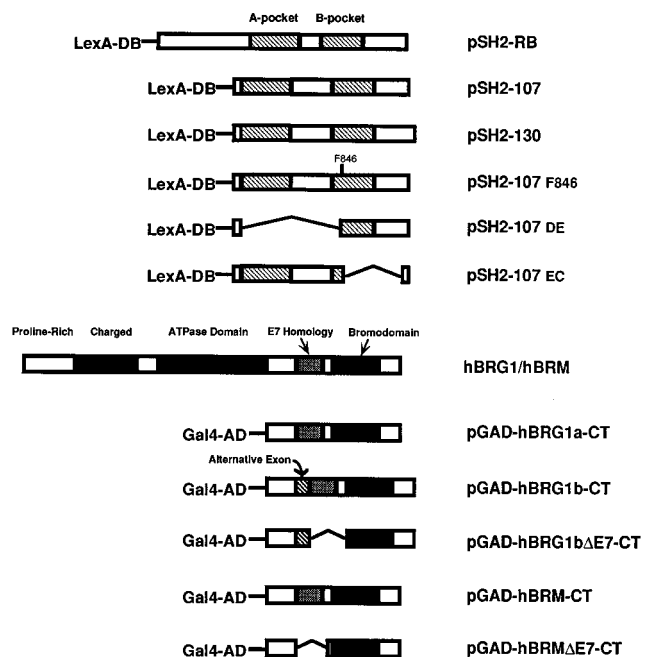 A-pocket B-pocket
LexA-DB pSH2-RB
LexA-DB pSH2-107
LexA-DB pSH2-130
F846
LexA-DB pSH2-107 F846
LexA-DB pSH2-107 DE
LexA-DB pSH2-107 EC
Proline-Rich Charged ATPase Domain E7 Homology Bromodomain
hBRG1/hBRM
Gal4-AD pGAD-hBRG1a-CT
Alternative Exon
Gal4-AD pGAD-hBRG1b-CT
Gal4-AD pGAD-hBRG1bΔE7-CT
Gal4-AD pGAD-hBRM-CT
Gal4-AD pGAD-hBRMΔE7-CT